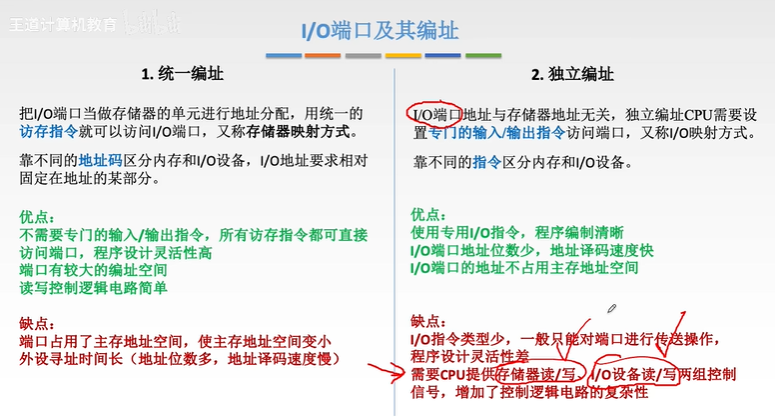 王道计算机教育
I/O端口及其编址
1. 统一编址
把I/O端口当做存储器的单元进行地址分配，用统一的
访存指令就可以访问I/O端口，又称存储器映射方式。
靠不同的地址码区分内存和I/O设备，I/O地址要求相对
固定在地址的某部分。
优点：
不需要专门的输入/输出指令，所有访存指令都可直接
访问端口，程序设计灵活性高
端口有较大的编址空间
读写控制逻辑电路简单
缺点：
端口占用了主存地址空间，使主存地址空间变小
外设寻址时间长（地址位数多，地址译码速度慢）
2. 独立编址
I/O端口地址与存储器地址无关，独立编址CPU需要设
置专门的输入/输出指令访问端口，又称I/O映射方式。
靠不同的指令区分内存和I/O设备。
优点：
使用专用I/O指令，程序编制清晰
I/O端口地址位数少，地址译码速度快
I/O端口的地址不占用主存地址空间
缺点：
I/O指令类型少，一般只能对端口进行传送操作，
程序设计灵活性差
需要CPU提供存储器读/写、I/O设备读/写两组控制
信号，增加了控制逻辑电路的复杂性